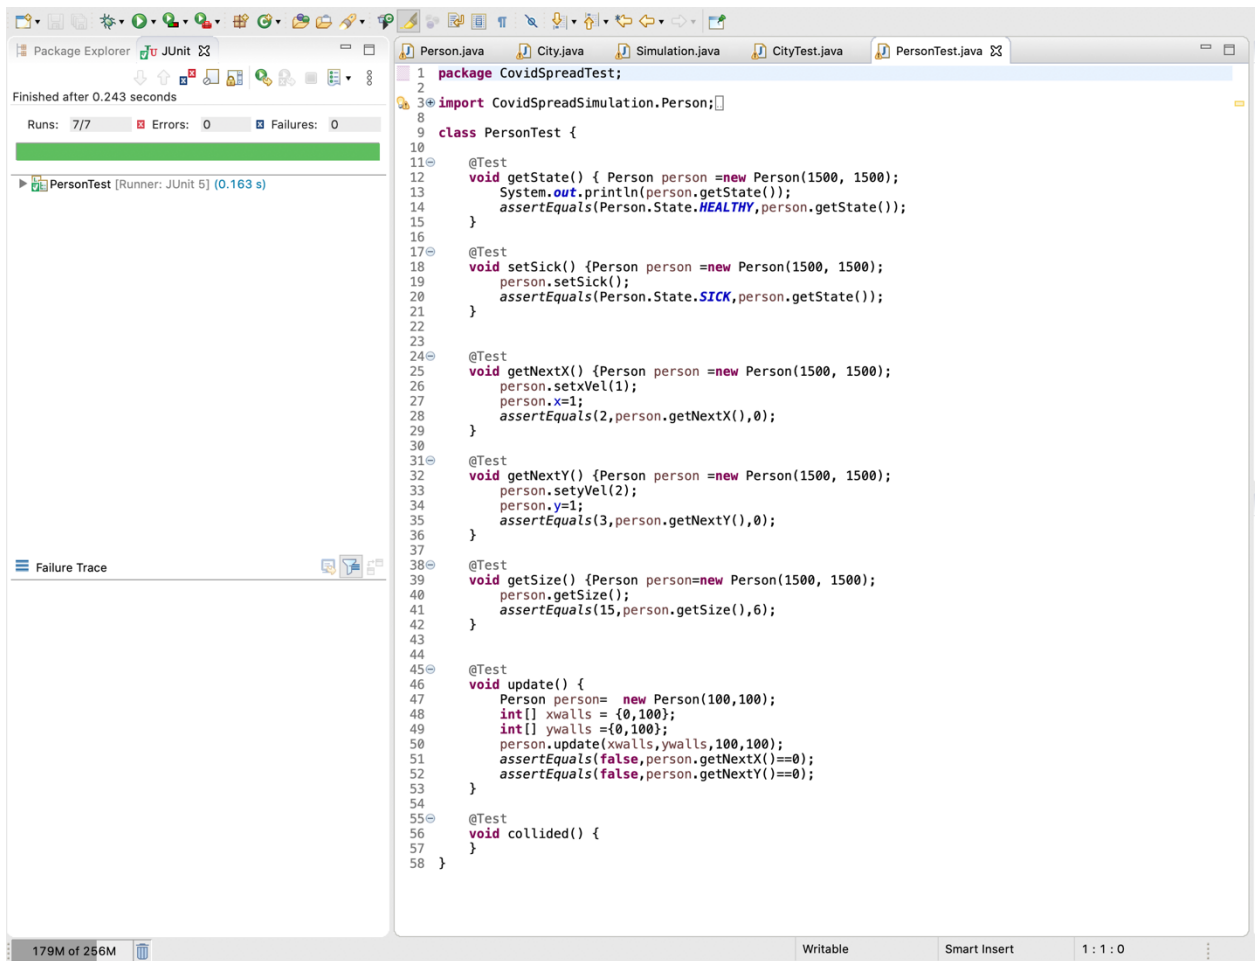 Package Explorer JUnit
Finished after 0.243 seconds
Runs: 7/7 Errors: 0 Failures: 0
PersonTest [Runner: JUnit 5] (0.163 s)
Failure Trace
Person.java City.java Simulation.java CityTest.java PersonTest.java
1 package CovidSpreadTest;
2
3 import CovidSpreadSimulation.Person;
8
9 class PersonTest {
10
11 @Test
12 void getState() { Person person =new Person(1500, 1500);
13 System.out.println(person.getState());
14 assertEquals(Person.State.HEALTHY,person.getState());
15 }
16
17 @Test
18 void setSick() {Person person =new Person(1500, 1500);
19 person.setSick();
20 assertEquals(Person.State.SICK,person.getState());
21 }
22
23
24 @Test
25 void getNextX() {Person person =new Person(1500, 1500);
26 person.setxVel(1);
27 person.x=1;
28 assertEquals(2,person.getNextX(),0);
29 }
30
31 @Test
32 void getNextY() {Person person =new Person(1500, 1500);
33 person.setyVel(2);
34 person.y=1;
35 assertEquals(3,person.getNextY(),0);
36 }
37
38 @Test
39 void getSize() {Person person=new Person(1500, 1500);
40 person.getSize();
41 assertEquals(15,person.getSize(),6);
42 }
43
44
45 @Test
46 void update() {
47 Person person=  new Person(100,100);
48 int[] xwalls = {0,100};
49 int[] ywalls ={0,100};
50 person.update(xwalls,ywalls,100,100);
51 assertEquals(false,person.getNextX()==0);
52 assertEquals(false,person.getNextY()==0);
53 }
54
55 @Test
56 void collided() {
57 }
58 }
179M of 256M Writable Smart Insert 1 : 1 : 0